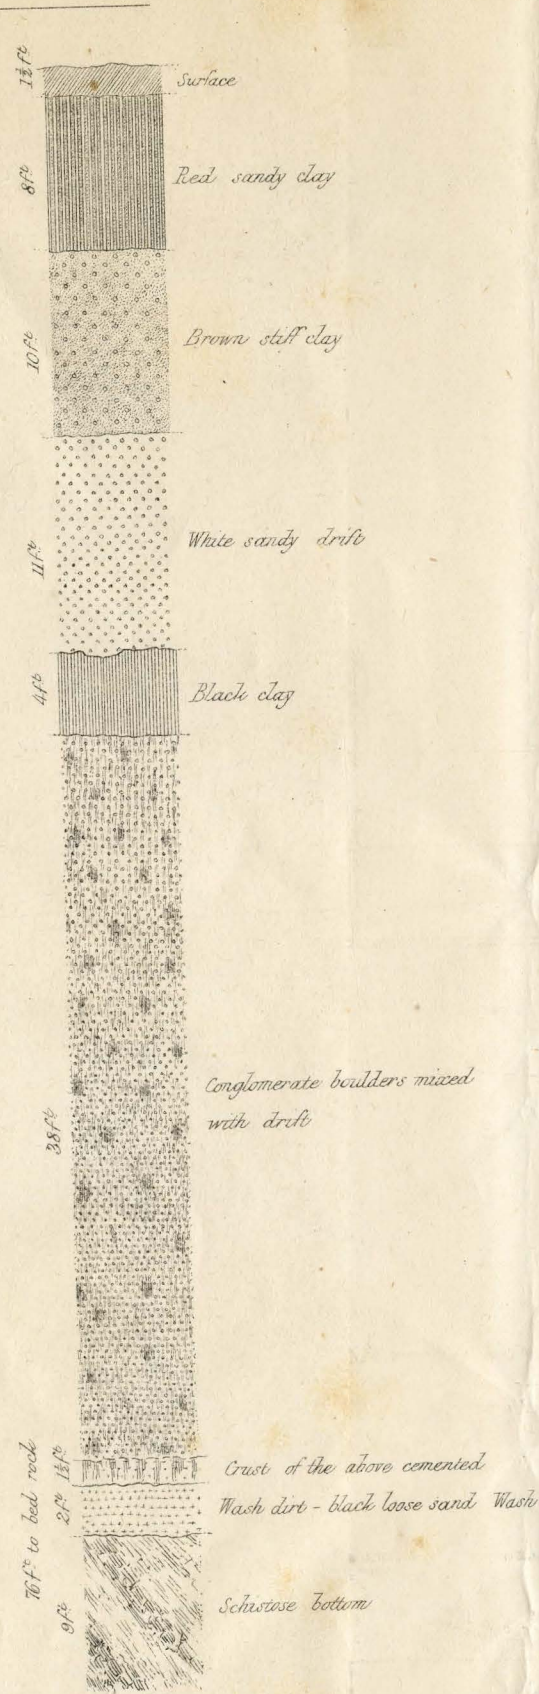 1½ ft Surface
8 ft Red sandy clay
10 ft Brown stiff clay
11 ft White sandy drift
4 ft Black clay
38 ft Conglomerate boulders mixed
with drift
1½ ft Crust of the above cemented
2 ft Wash dirt - black loose sand Wash
76 ft to bed rock
9 ft Schistose bottom